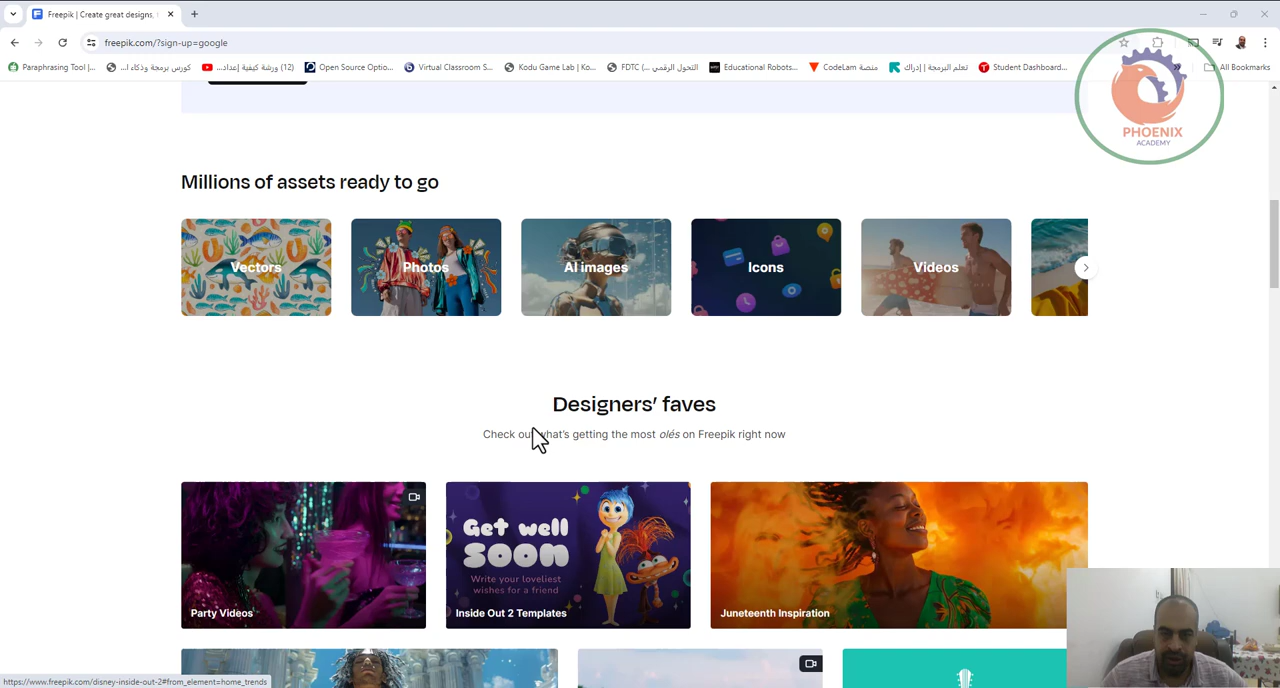 Freepik | Create great designs,
freepik.com/?sign-up=google
Paraphrasing Tool |...
كورس برمجة وذكاء ا...
(12) ورشة كيفية إعداد...
Open Source Optio...
Virtual Classroom S...
Kodu Game Lab | Ko...
FDTC (... التحول الرقمي
Educational Robots...
CodeLam منصة
تعلم البرمجة | إدراك
Student Dashboard...
All Bookmarks
PHOENIX
ACADEMY
Millions of assets ready to go
Vectors
Photos
AI images
Icons
Videos
Designers' faves
Check out what's getting the most olés on Freepik right now
Get well
soon
Write your loveliest
wishes for a friend
Party Videos
Inside Out 2 Templates
Juneteenth Inspiration
https://www.freepik.com/disney-inside-out-2#from_element=home_trends